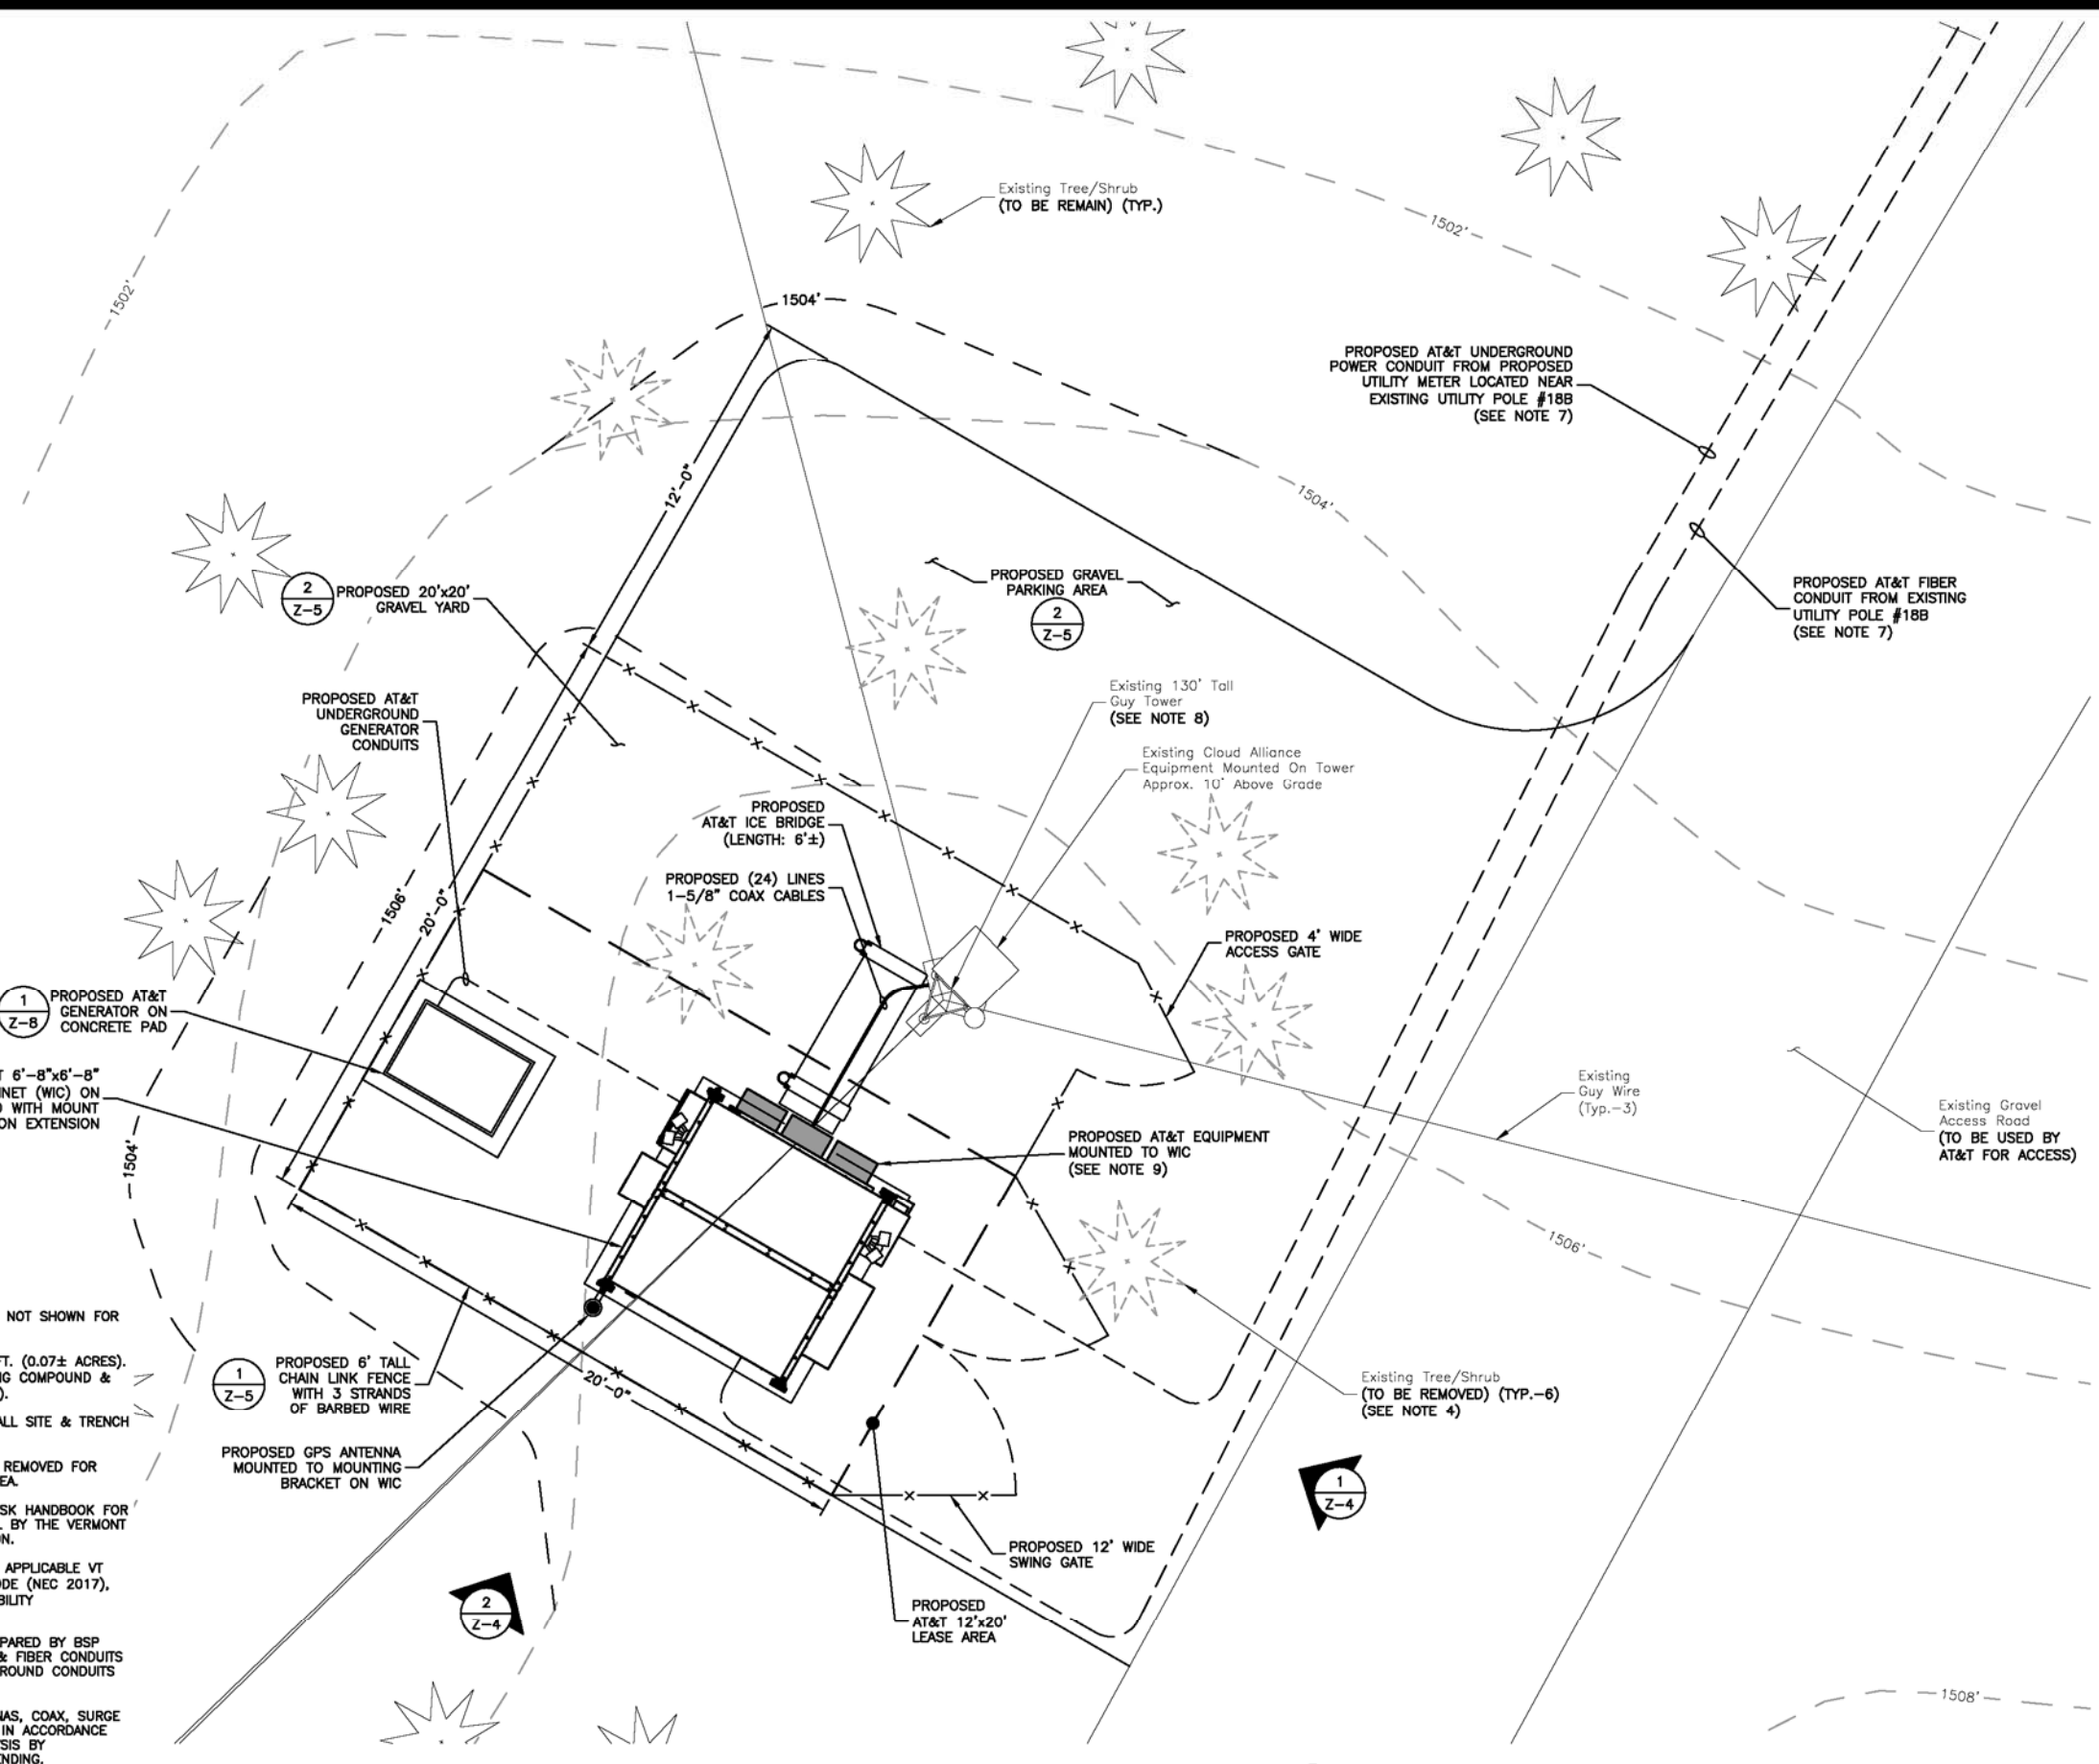 Existing Tree/Shrub
(TO BE REMAIN) (TYP.)
1502'
1502'
1504'
PROPOSED AT&T UNDERGROUND
POWER CONDUIT FROM PROPOSED
UTILITY METER LOCATED NEAR
EXISTING UTILITY POLE #18B
(SEE NOTE 7)
12'-0"
1504'
2
Z-5
PROPOSED 20'x20'
GRAVEL YARD
PROPOSED GRAVEL
PARKING AREA
2
Z-5
PROPOSED AT&T FIBER
CONDUIT FROM EXISTING
UTILITY POLE #18B
(SEE NOTE 7)
PROPOSED AT&T
UNDERGROUND
GENERATOR
CONDUITS
Existing 130' Tall
Guy Tower
(SEE NOTE 8)
Existing Cloud Alliance
Equipment Mounted On Tower
Approx. 10' Above Grade
PROPOSED
AT&T ICE BRIDGE
(LENGTH: 6'±)
PROPOSED (24) LINES
1-5/8" COAX CABLES
1506'
20'-0"
PROPOSED 4' WIDE
ACCESS GATE
1
Z-8
PROPOSED AT&T
GENERATOR ON
CONCRETE PAD
6'-8"x6'-8"
(WIC) ON
WITH MOUNT
EXTENSION
Existing
Guy Wire
(Typ.-3)
Existing Gravel
Access Road
(TO BE USED BY
AT&T FOR ACCESS)
1504'
PROPOSED AT&T EQUIPMENT
MOUNTED TO WIC
(SEE NOTE 9)
1506'
NOT SHOWN FOR
FT. (0.07± ACRES).
COMPOUND &
SITE & TRENCH
REMOVED FOR
HANDBOOK FOR
BY THE VERMONT
APPLICABLE VT
(NEC 2017),
BY BSP
& FIBER CONDUITS
CONDUITS
COAX, SURGE
IN ACCORDANCE
BY
1
Z-5
PROPOSED 6' TALL
CHAIN LINK FENCE
WITH 3 STRANDS
OF BARBED WIRE
20'-0"
Existing Tree/Shrub
(TO BE REMOVED) (TYP.-6)
(SEE NOTE 4)
PROPOSED GPS ANTENNA
MOUNTED TO MOUNTING
BRACKET ON WIC
1
Z-4
PROPOSED 12' WIDE
SWING GATE
2
Z-4
PROPOSED
AT&T 12'x20'
LEASE AREA
1508'